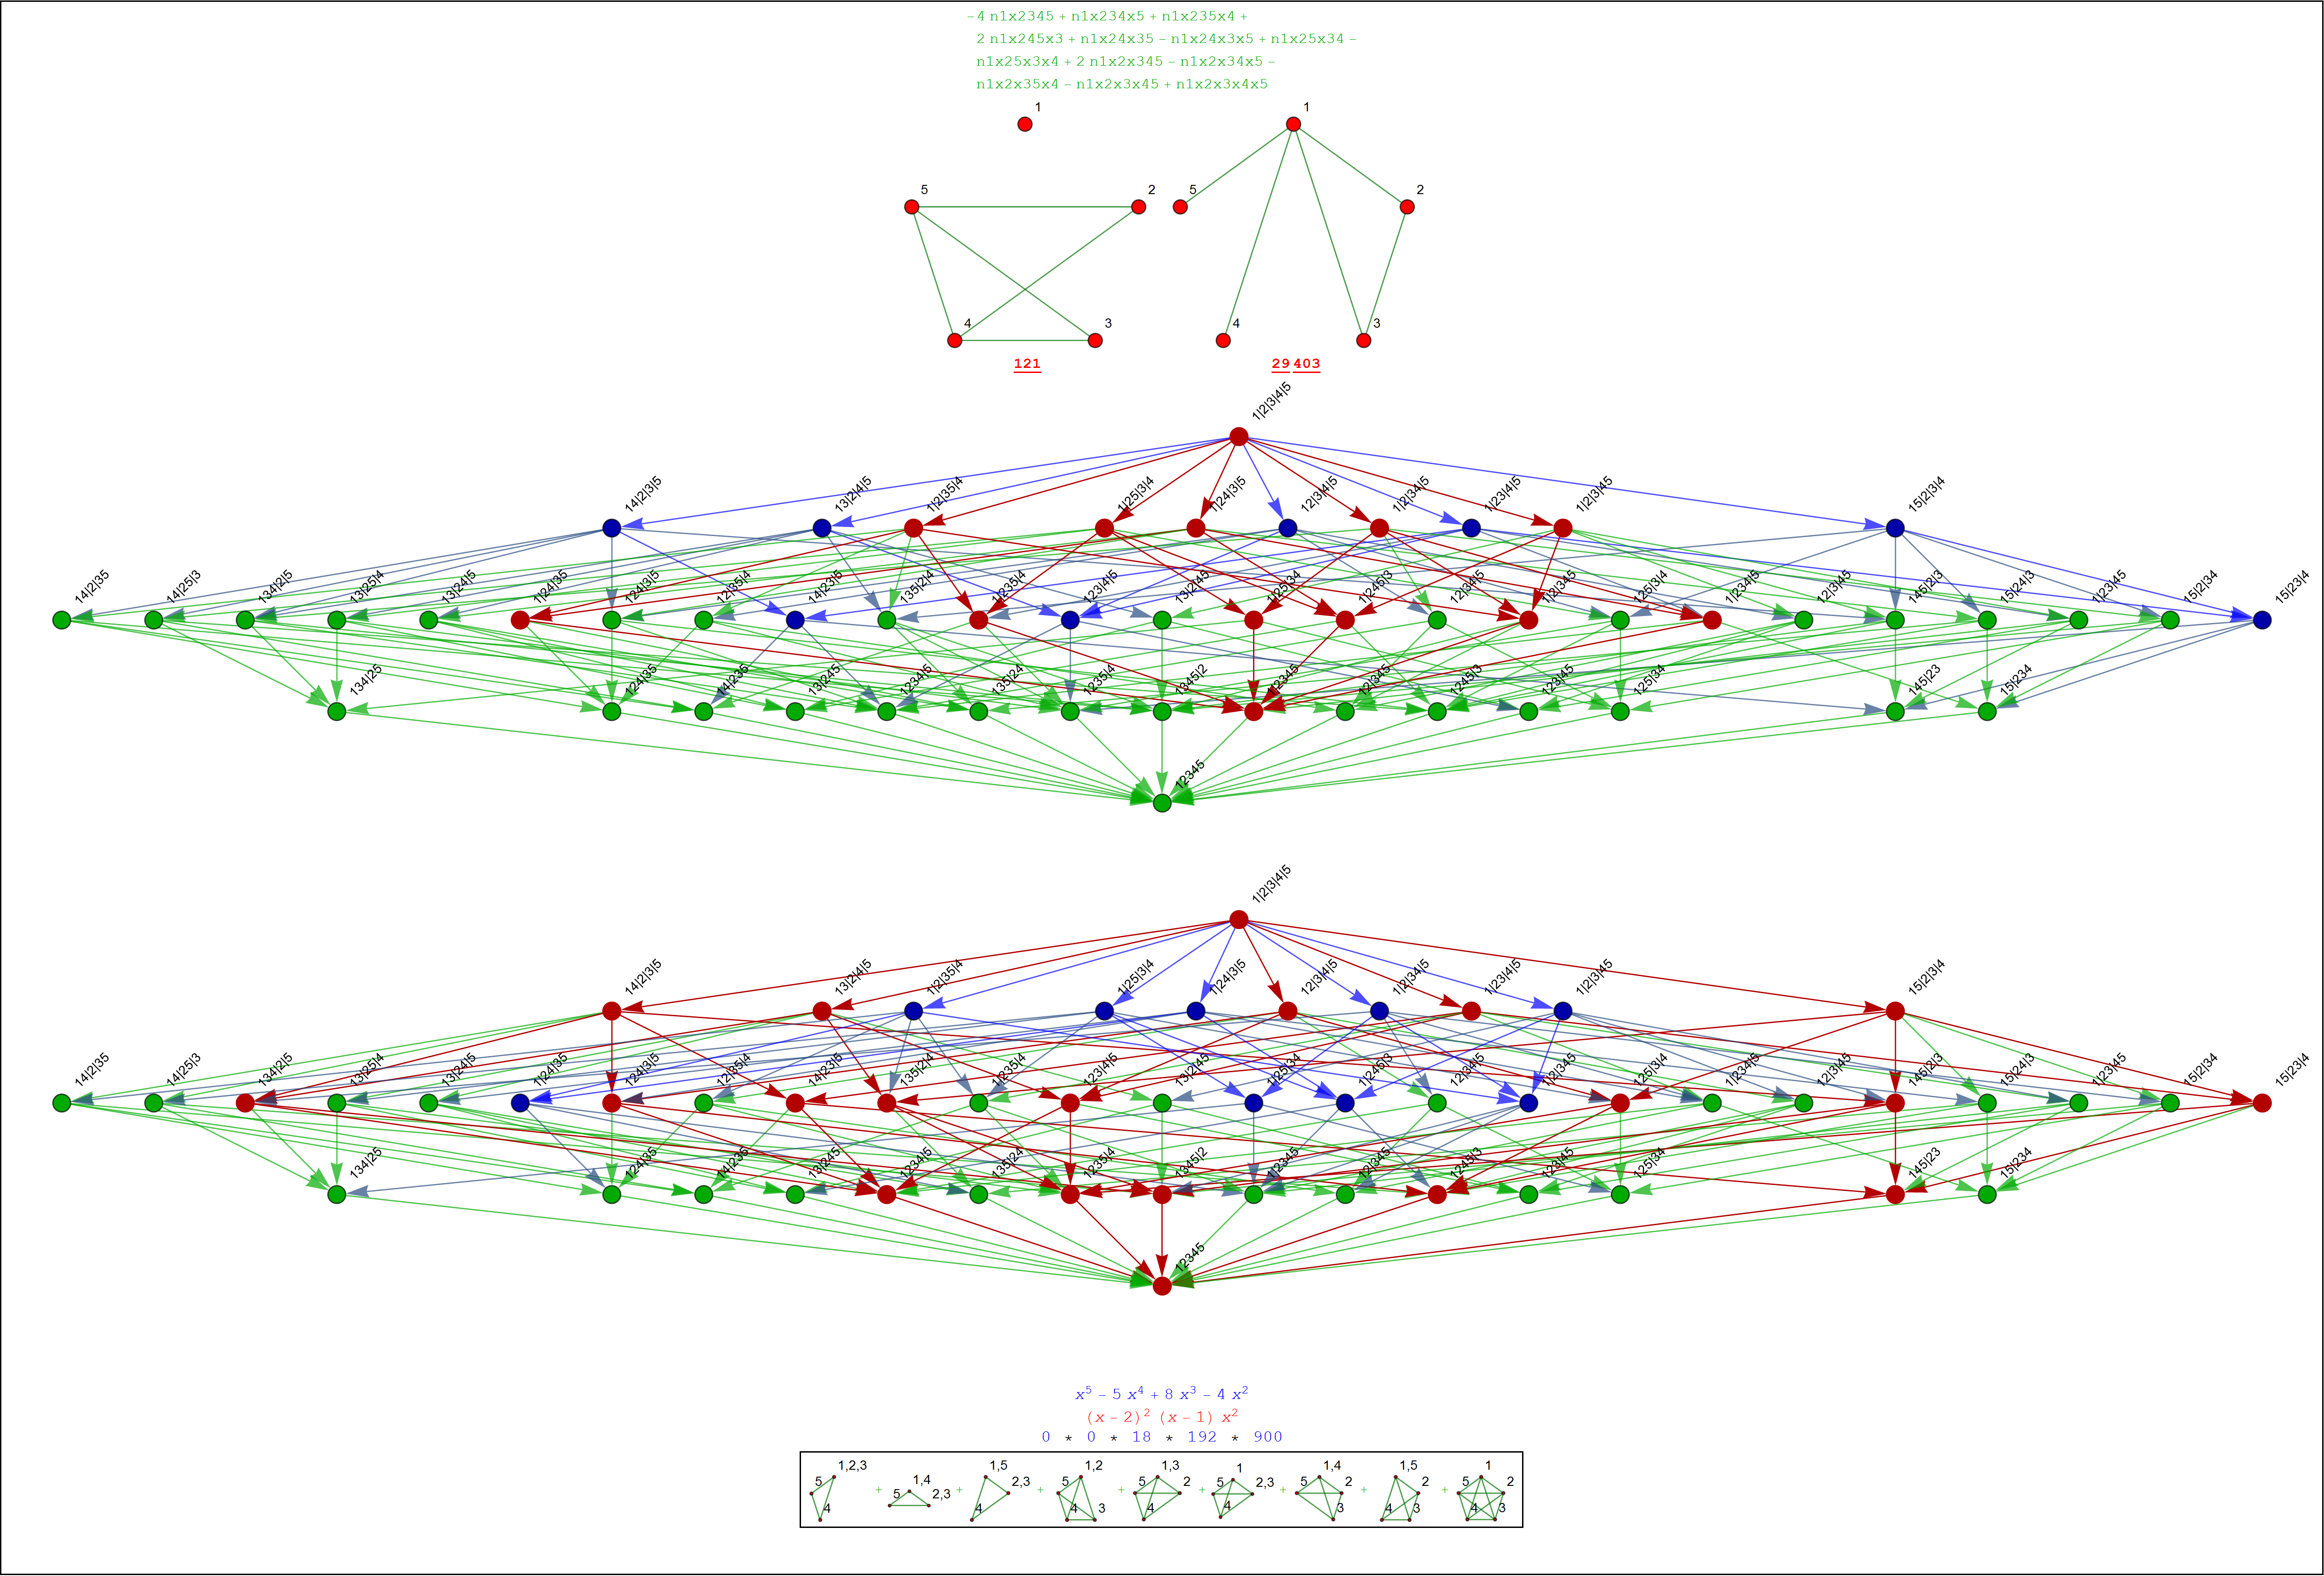 −4 n1x2345 + n1x234x5 + n1x235x4 +
2 n1x245x3 + n1x24x35 − n1x24x3x5 + n1x25x34 −
n1x25x3x4 + 2 n1x2x345 − n1x2x34x5 −
n1x2x35x4 − n1x2x3x45 + n1x2x3x4x5
1 1
5 2 5 2
4 3 4 3
121 29 403
1|2|3|4|5
14|2|3|5 13|2|4|5 1|2|35|4 1|25|3|4 1|24|3|5 12|3|4|5 1|2|34|5 1|23|4|5 1|2|3|45 15|2|3|4
14|2|35 14|25|3 134|2|5 13|25|4 13|24|5 1|24|35 124|3|5 12|35|4 14|23|5 135|2|4 1|235|4 123|4|5 13|2|45 1|25|34 1|245|3 12|34|5 1|2|345 125|3|4 1|234|5 12|3|45 145|2|3 15|24|3 1|23|45 15|2|34 15|23|4
134|25 124|35 14|235 13|245 1234|5 135|24 1235|4 1345|2 1|2345 12|345 1245|3 123|45 125|34 145|23 15|234
12345
1|2|3|4|5
14|2|3|5 13|2|4|5 1|2|35|4 1|25|3|4 1|24|3|5 12|3|4|5 1|2|34|5 1|23|4|5 1|2|3|45 15|2|3|4
14|2|35 14|25|3 134|2|5 13|25|4 13|24|5 1|24|35 124|3|5 12|35|4 14|23|5 135|2|4 1|235|4 123|4|5 13|2|45 1|25|34 1|245|3 12|34|5 1|2|345 125|3|4 1|234|5 12|3|45 145|2|3 15|24|3 1|23|45 15|2|34 15|23|4
134|25 124|35 14|235 13|245 1234|5 135|24 1235|4 1345|2 1|2345 12|345 1245|3 123|45 125|34 145|23 15|234
12345
x⁵ − 5 x⁴ + 8 x³ − 4 x²
(x − 2)² (x − 1) x²
0 * 0 * 18 * 192 * 900
1,2,3 5 4 + 1,4 5 2,3 + 1,5 2,3 4 + 1,2 5 4 3 + 1,3 5 2 4 + 1 5 2,3 4 + 1,4 5 2 3 + 1,5 2 4 3 + 1 5 2 4 3